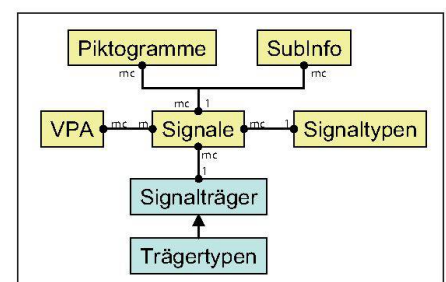 Piktogramme SubInfo
mc mc
mc 1
VPA mc m Signale mc 1 Signaltypen
mc
1
Signalträger
Trägertypen